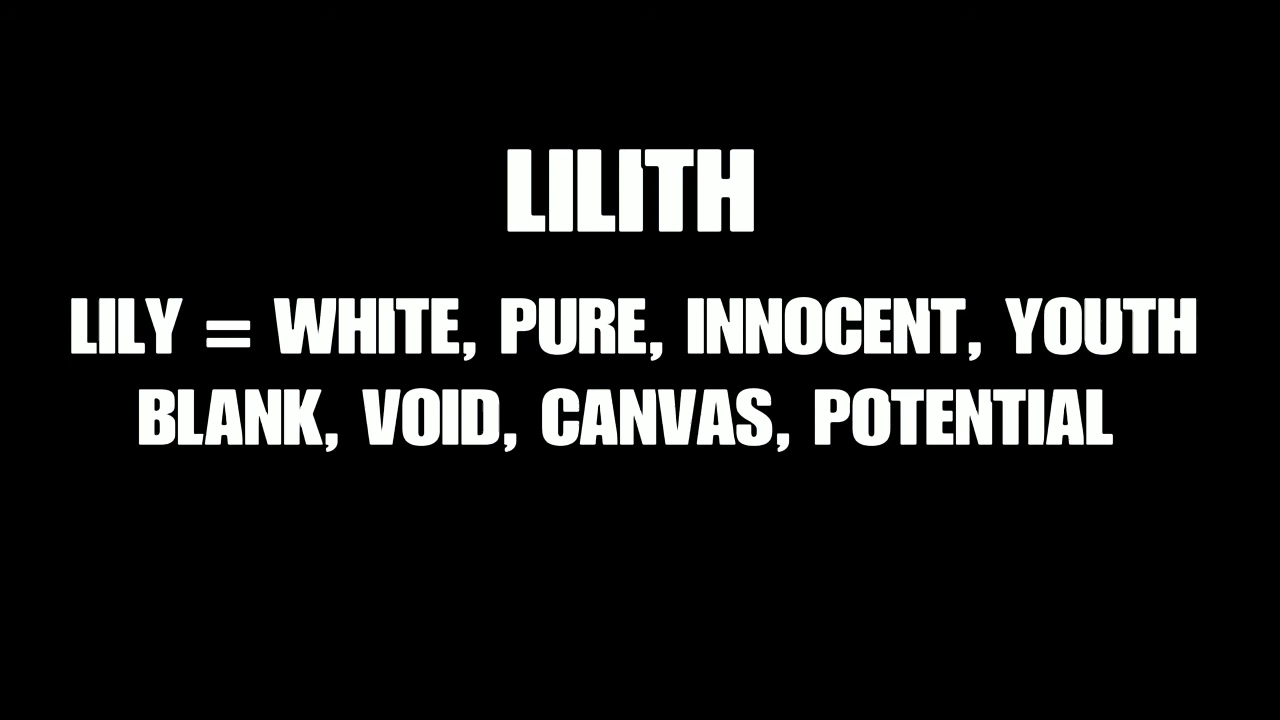 LILITH
LILY = WHITE, PURE, INNOCENT, YOUTH
BLANK, VOID, CANVAS, POTENTIAL